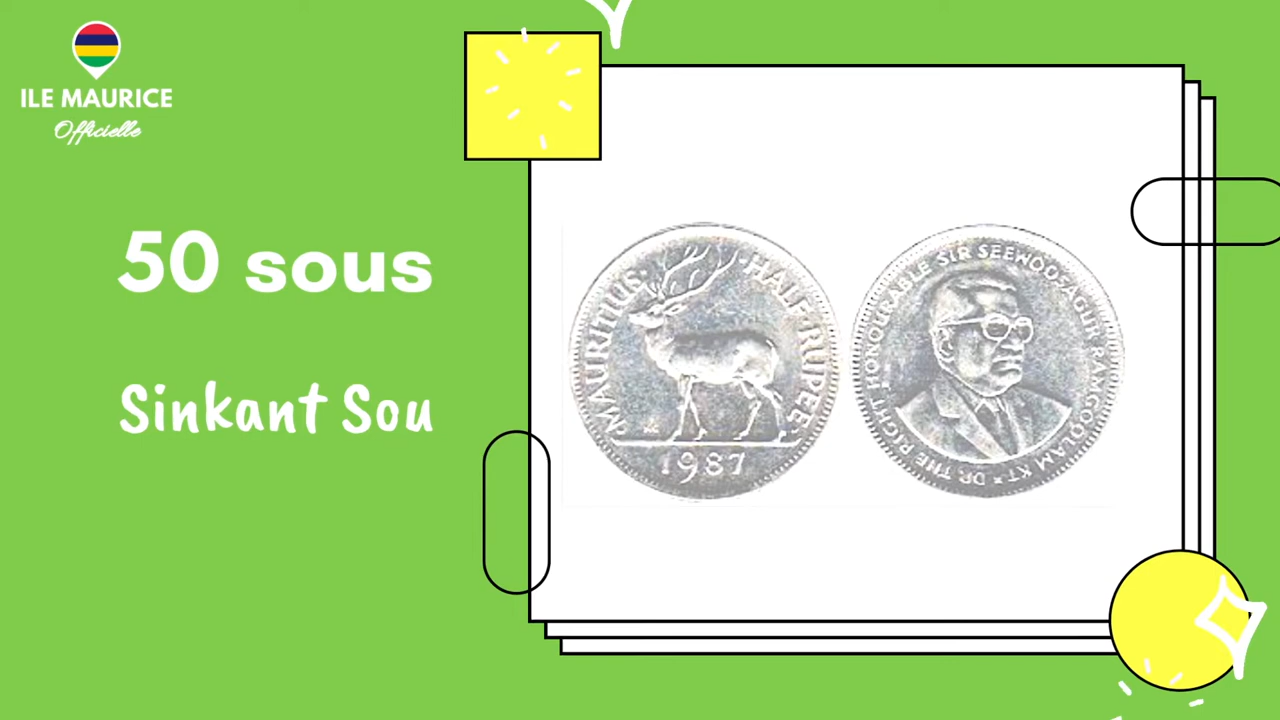 ILE MAURICE
Officielle
50 sous
Sinkant Sou
MAURITIUS · HALF · RUPEE ·
1987
DR. THE RIGHT HONOURABLE SIR SEEWOOSAGUR RAMGOOLAM KT